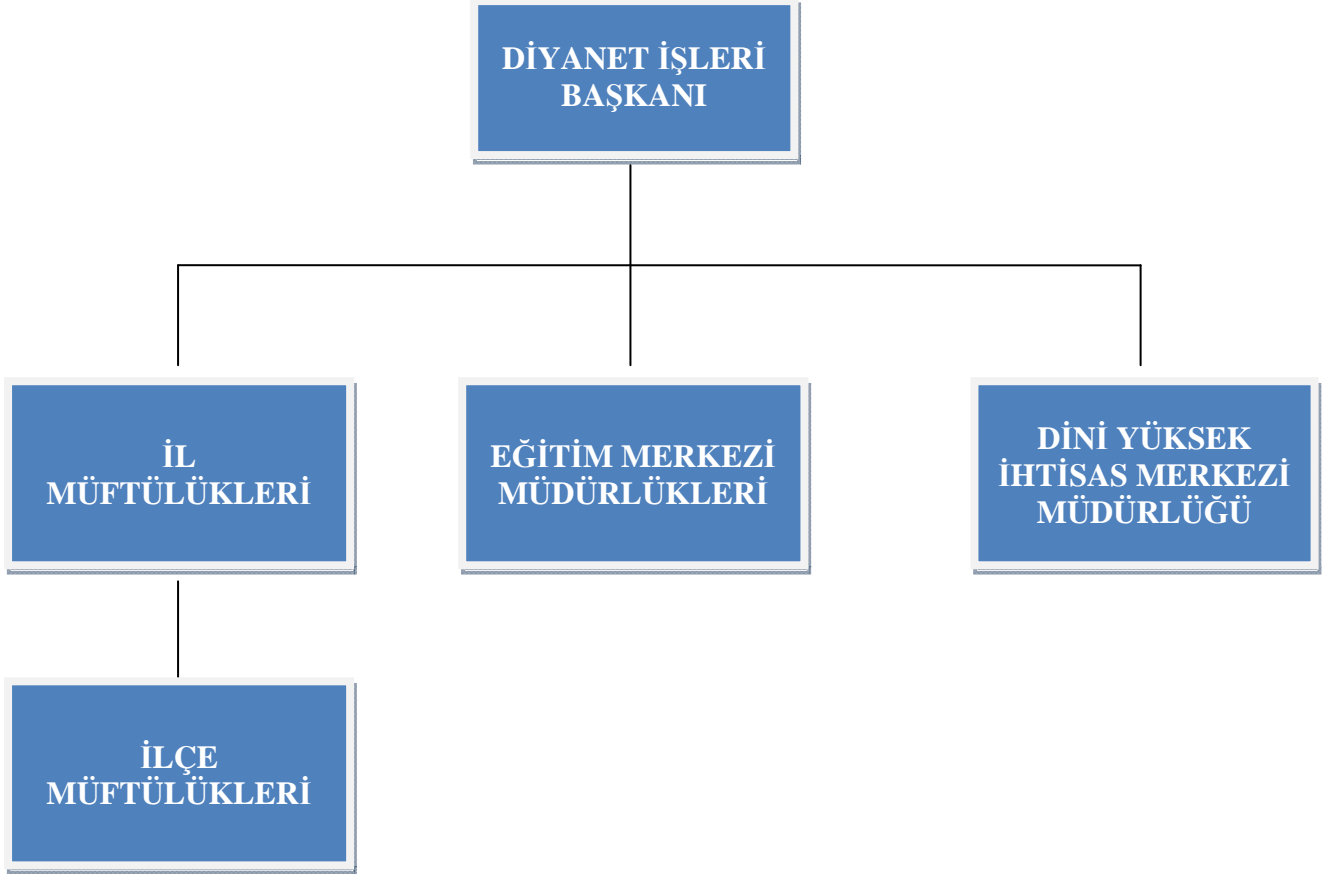 DİYANET İŞLERİ
BAŞKANI
İL
MÜFTÜLÜKLERİ
EĞİTİM MERKEZİ
MÜDÜRLÜKLERİ
DİNİ YÜKSEK
İHTİSAS MERKEZİ
MÜDÜRLÜĞÜ
İLÇE
MÜFTÜLÜKLERİ